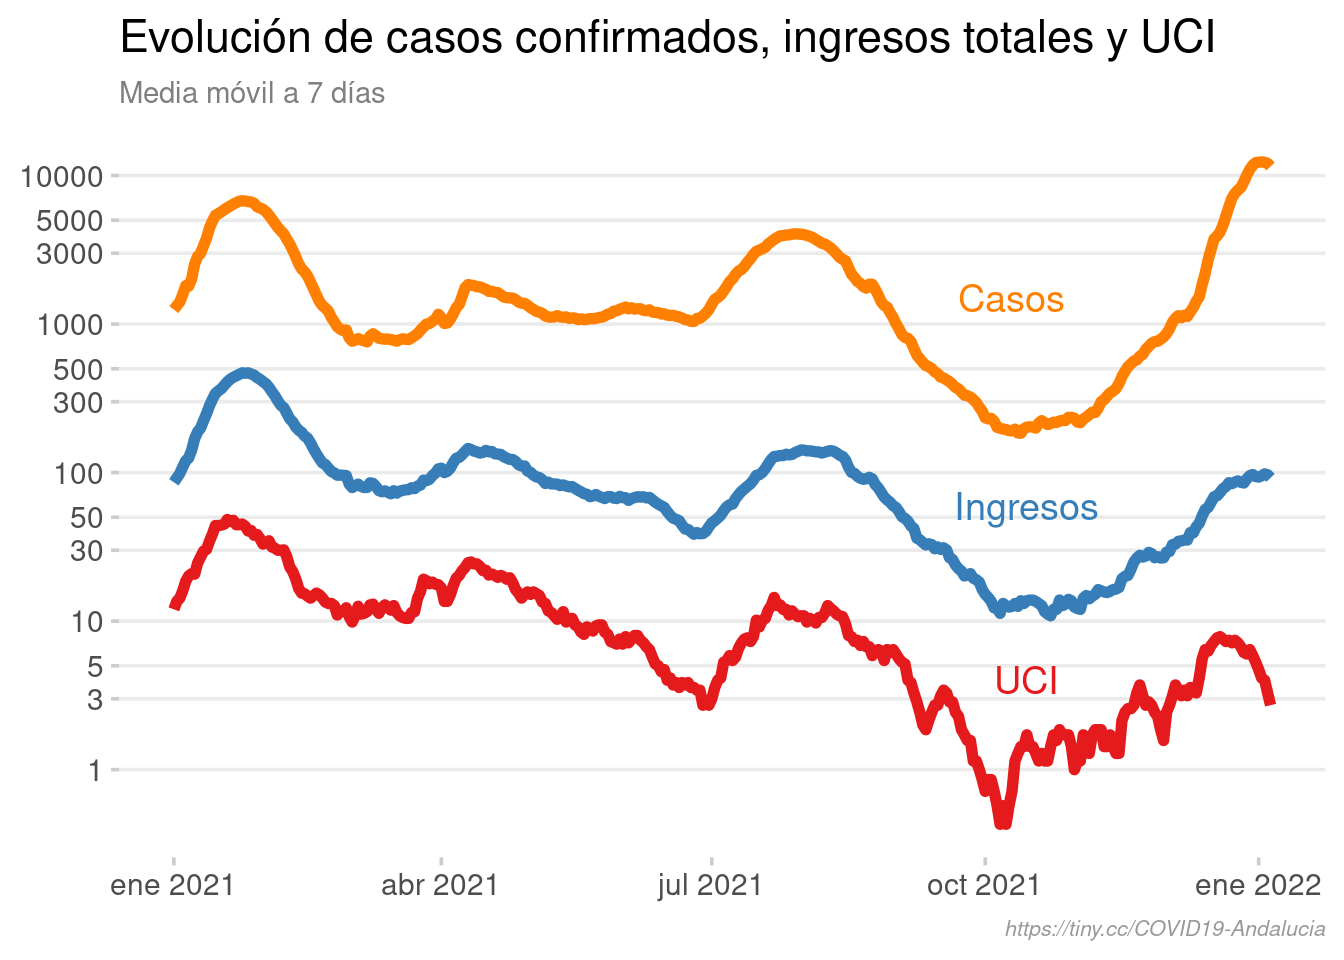 Evolución de casos confirmados, ingresos totales y UCI
Media móvil a 7 días
10000
5000
3000
1000
500
300
100
50
30
10
5
3
1
Casos
Ingresos
UCI
ene 2021
abr 2021
jul 2021
oct 2021
ene 2022
https://tiny.cc/COVID19-Andalucia